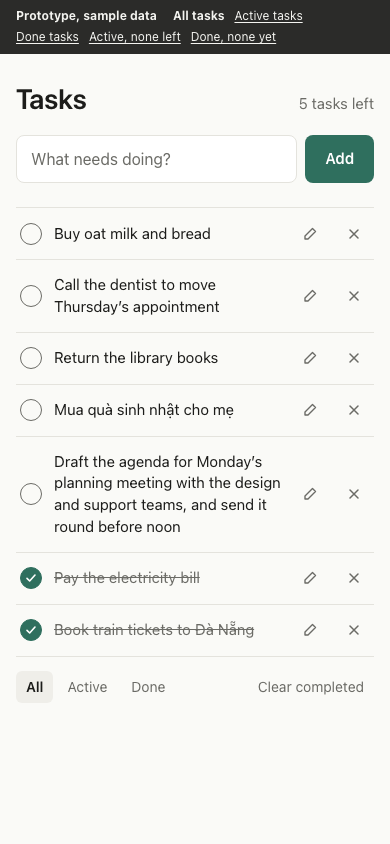 Prototype, sample data All tasks Active tasks
Done tasks Active, none left Done, none yet
Tasks
5 tasks left
What needs doing?
Add
Buy oat milk and bread
Call the dentist to move
Thursday’s appointment
Return the library books
Mua quà sinh nhật cho mẹ
Draft the agenda for Monday’s
planning meeting with the design
and support teams, and send it
round before noon
Pay the electricity bill
Book train tickets to Đà Nẵng
All Active Done Clear completed